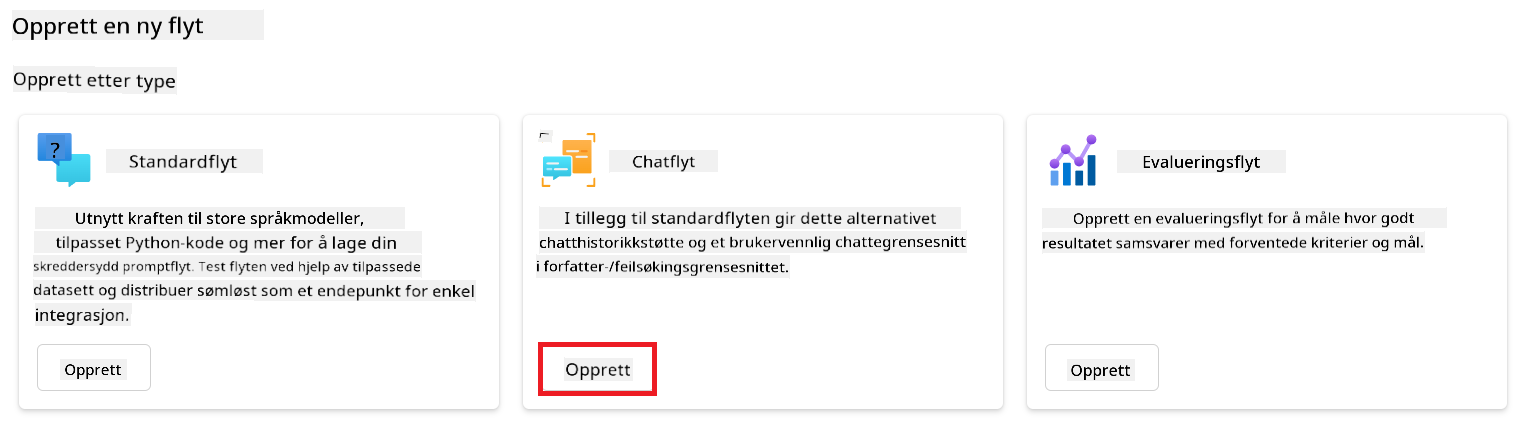 Opprett en ny flyt
Opprett etter type
?
Standardflyt
Utnytt kraften til store språkmodeller,
tilpasset Python-kode og mer for å lage din
skreddersydd promptflyt. Test flyten ved hjelp av tilpassede
datasett og distribuer sømløst som et endepunkt for enkel
integrasjon.
Opprett
Chatflyt
I tillegg til standardflyten gir dette alternativet
chatthistorikkstøtte og et brukervennlig chattegrensesnitt
i forfatter-/feilsøkingsgrensesnittet.
Opprett
Evalueringsflyt
Opprett en evalueringsflyt for å måle hvor godt
resultatet samsvarer med forventede kriterier og mål.
Opprett